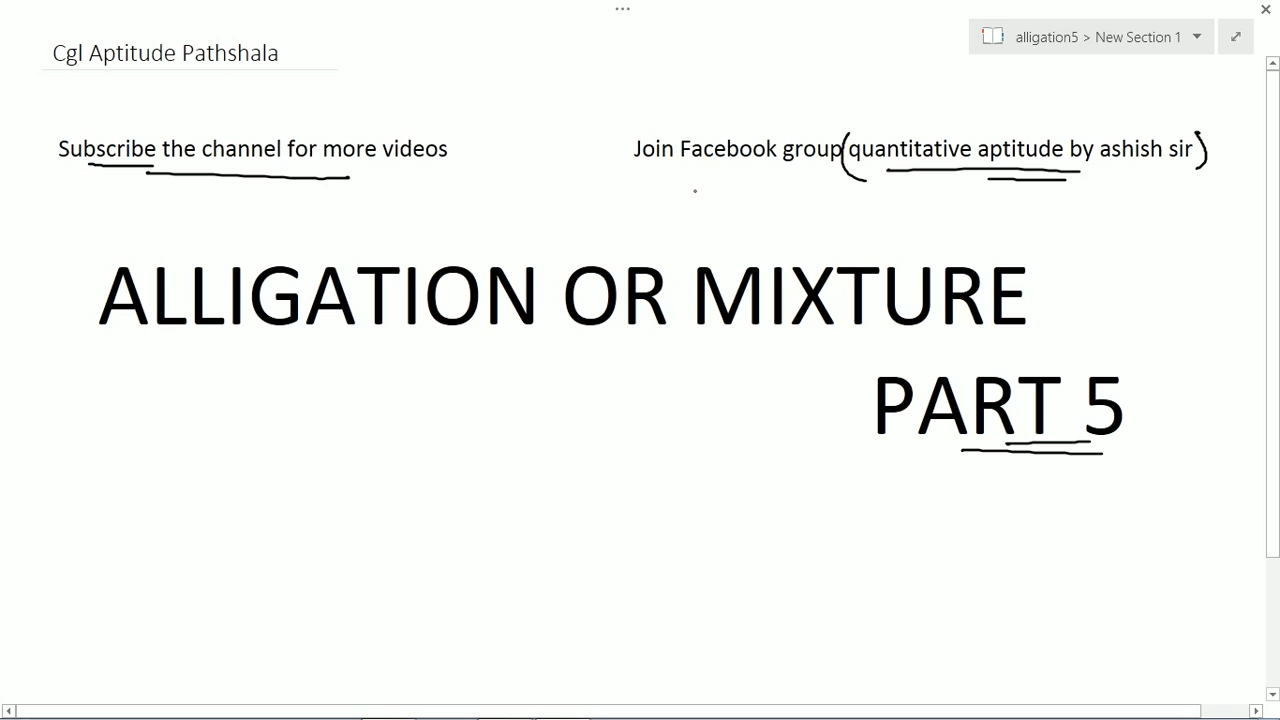 alligation5 > New Section 1
Cgl Aptitude Pathshala
Subscribe the channel for more videos
Join Facebook group(quantitative aptitude by ashish sir)
ALLIGATION OR MIXTURE
PART 5